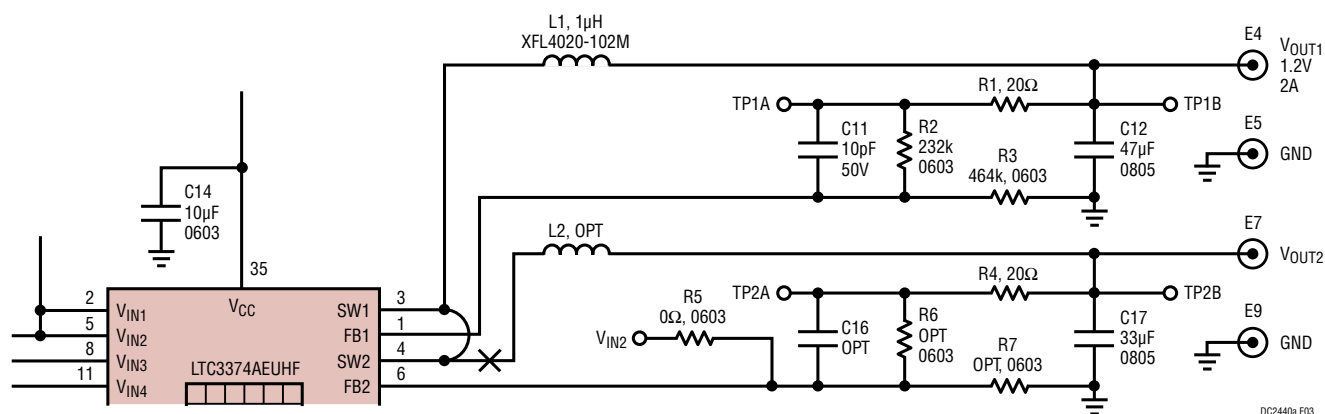 L1, 1µH
XFL4020-102M
E4
VOUT1
1.2V
2A
R1, 20Ω
TP1A
TP1B
C11
10pF
50V
R2
232k
0603
R3
464k, 0603
C12
47µF
0805
E5
GND
C14
10µF
0603
L2, OPT
E7
VOUT2
35
R4, 20Ω
2
VIN1
VCC
SW1
3
R5
0Ω, 0603
TP2A
TP2B
5
VIN2
FB1
1
VIN2
C16
OPT
R6
OPT
0603
R7
OPT, 0603
C17
33µF
0805
E9
GND
8
VIN3
LTC3374AEUHF
SW2
4
11
VIN4
FB2
6
DC2440a F03